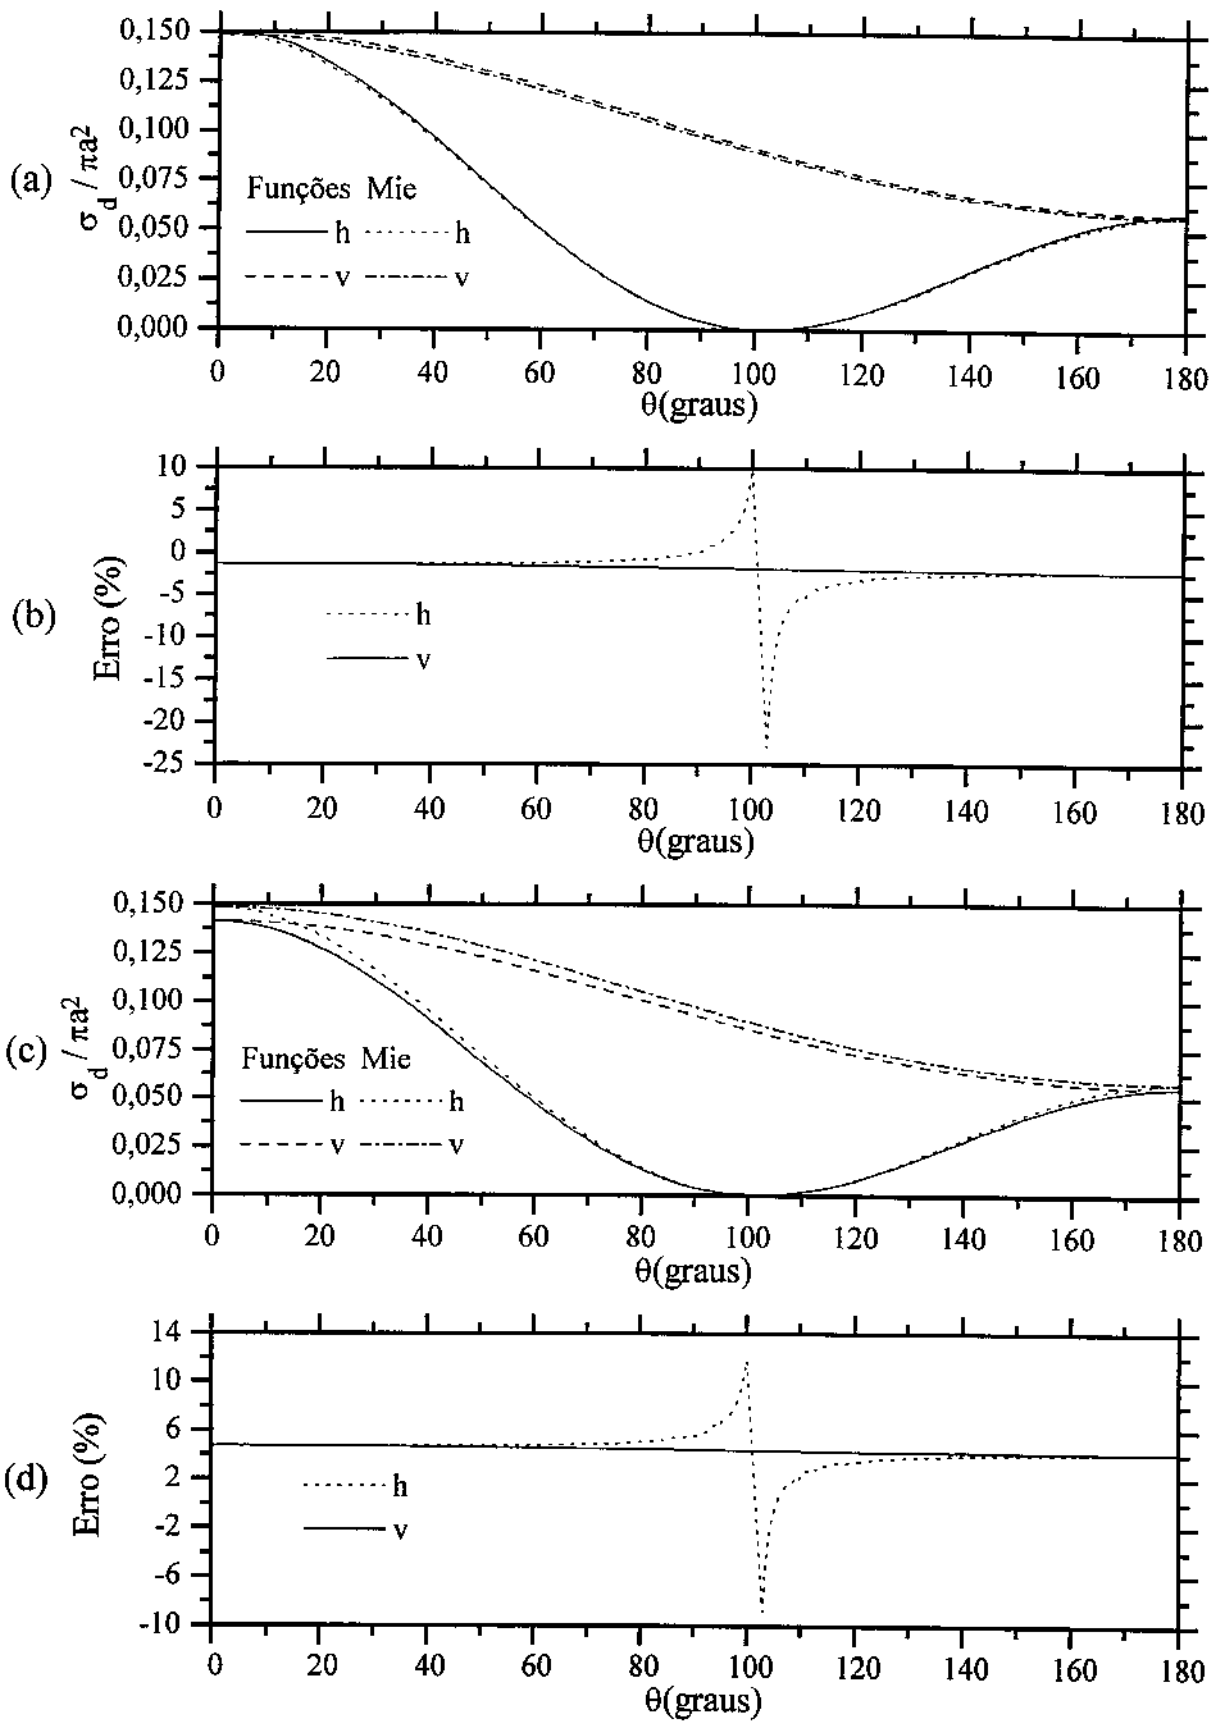 (a)
σd / πa²
0,150
0,125
0,100
0,075
0,050
0,025
0,000
Funções Mie
h h
v v
0 20 40 60 80 100 120 140 160 180
θ(graus)
(b)
Erro (%)
10
5
0
-5
-10
-15
-20
-25
h
v
0 20 40 60 80 100 120 140 160 180
θ(graus)
(c)
σd / πa²
0,150
0,125
0,100
0,075
0,050
0,025
0,000
Funções Mie
h h
v v
0 20 40 60 80 100 120 140 160 180
θ(graus)
(d)
Erro (%)
14
10
6
2
-2
-6
-10
h
v
0 20 40 60 80 100 120 140 160 180
θ(graus)